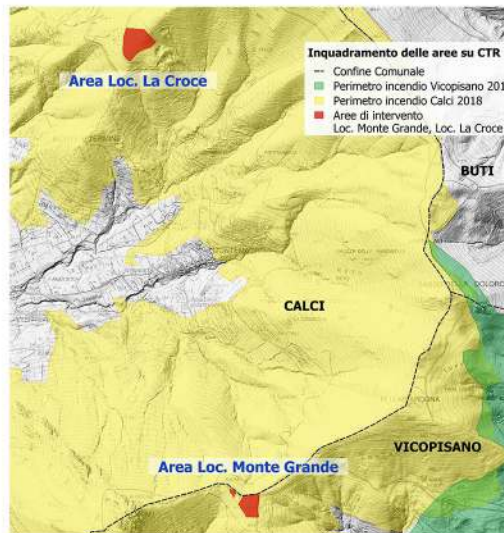 Inquadramento delle aree su CTR
Confine Comunale
Perimetro incendio Vicopisano 201
Perimetro incendio Calci 2018
Aree di intervento
Loc. Monte Grande, Loc. La Croce
Area Loc. La Croce
BUTI
CALCI
VICOPISANO
Area Loc. Monte Grande